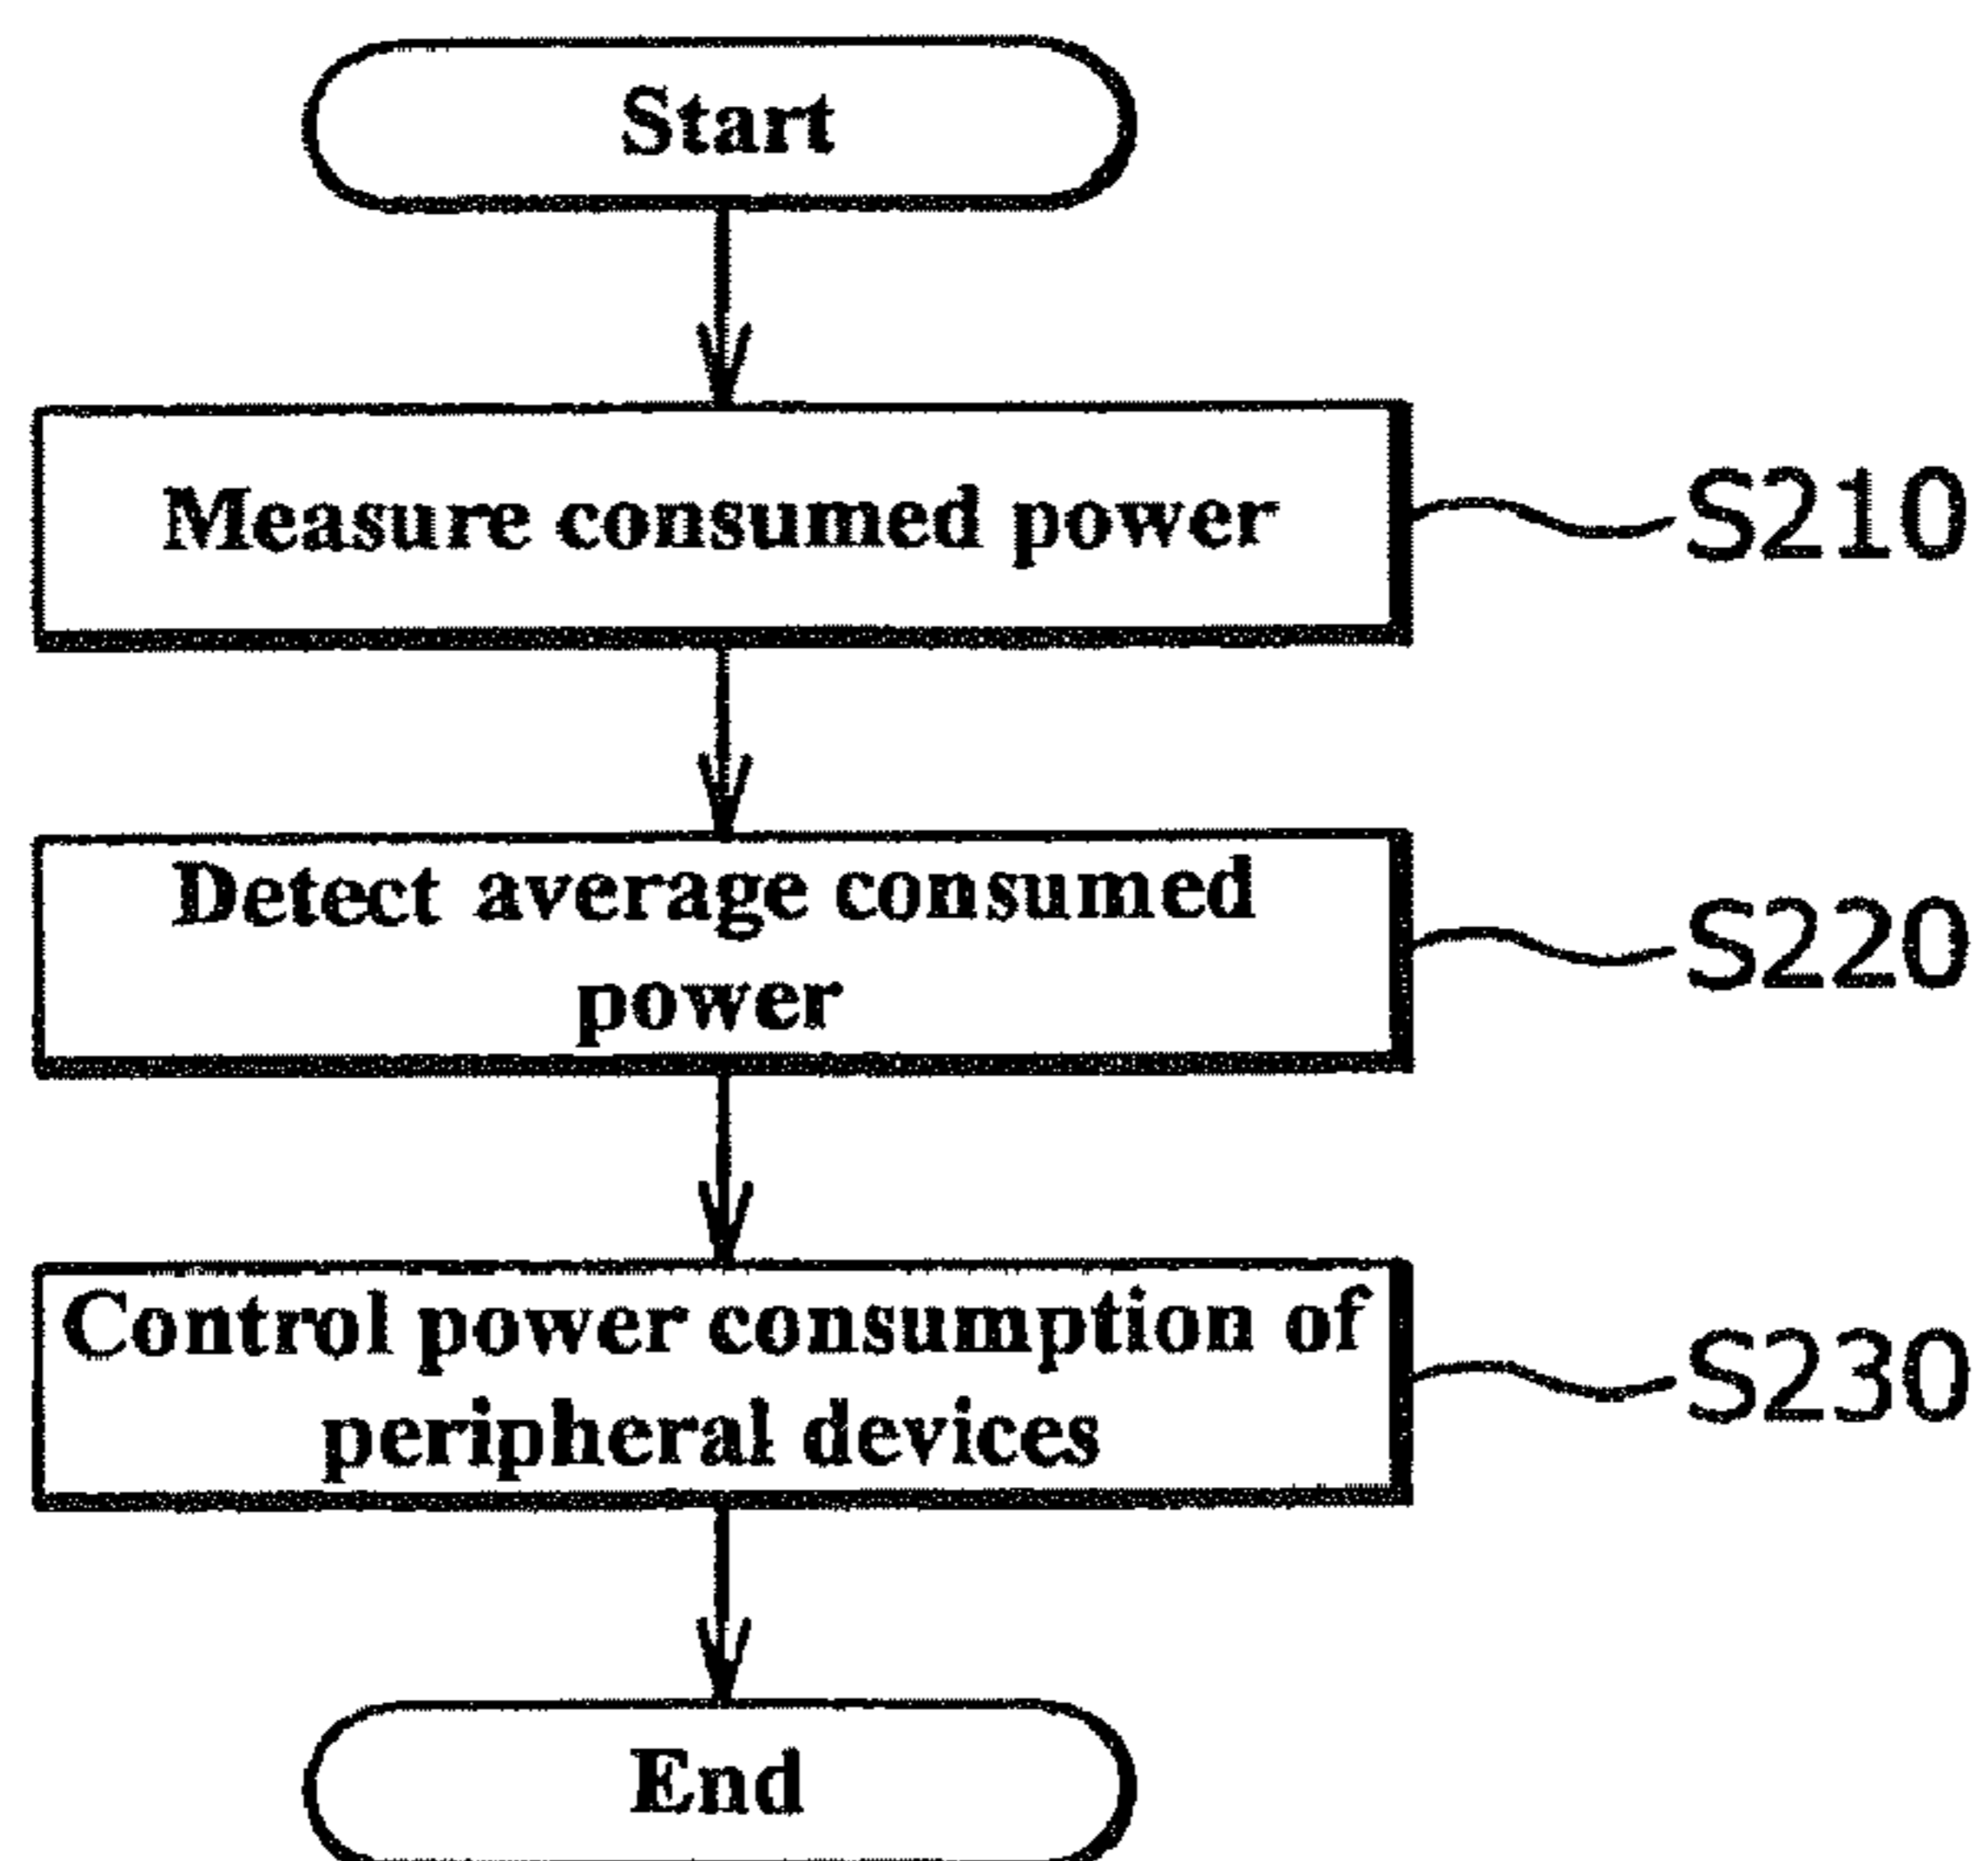 Start
Measure consumed power
S210
Detect average consumed
power
S220
Control power consumption of
peripheral devices
S230
End